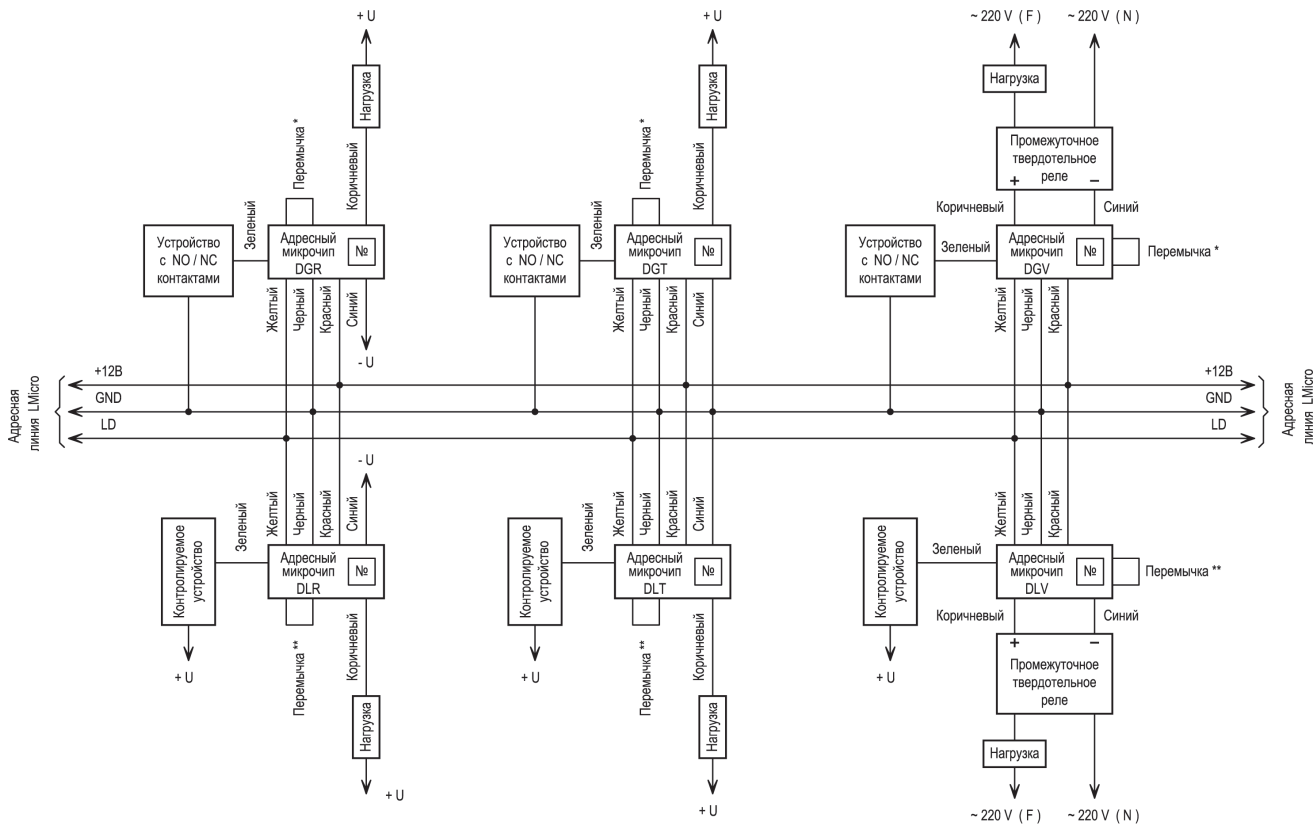 + U
+ U
~ 220 V ( F )
~ 220 V ( N )
Нагрузка
Нагрузка
Нагрузка
Перемычка *
Коричневый
Перемычка *
Коричневый
Промежуточное
твердотельное
реле
+
–
Коричневый
Синий
Зеленый
Зеленый
Зеленый
Устройство
с NO / NC
контактами
Адресный
микрочип
DGR
№
Устройство
с NO / NC
контактами
Адресный
микрочип
DGT
№
Устройство
с NO / NC
контактами
Адресный
микрочип
DGV
№
Перемычка *
Желтый
Черный
Красный
Синий
Желтый
Черный
Красный
Синий
Желтый
Черный
Красный
- U
Адресная
линия LMicro
+12В
GND
LD
+12В
GND
LD
Адресная
линия LMicro
- U
Желтый
Черный
Красный
Синий
Желтый
Черный
Красный
Синий
Желтый
Черный
Красный
Зеленый
Зеленый
Зеленый
Контролируемое
устройство
Адресный
микрочип
DLR
№
Контролируемое
устройство
Адресный
микрочип
DLT
№
Контролируемое
устройство
Адресный
микрочип
DLV
№
Перемычка **
Коричневый
Синий
+
–
Промежуточное
твердотельное
реле
+ U
+ U
+ U
Перемычка **
Коричневый
Перемычка **
Коричневый
Нагрузка
Нагрузка
Нагрузка
+ U
+ U
~ 220 V ( F )
~ 220 V ( N )